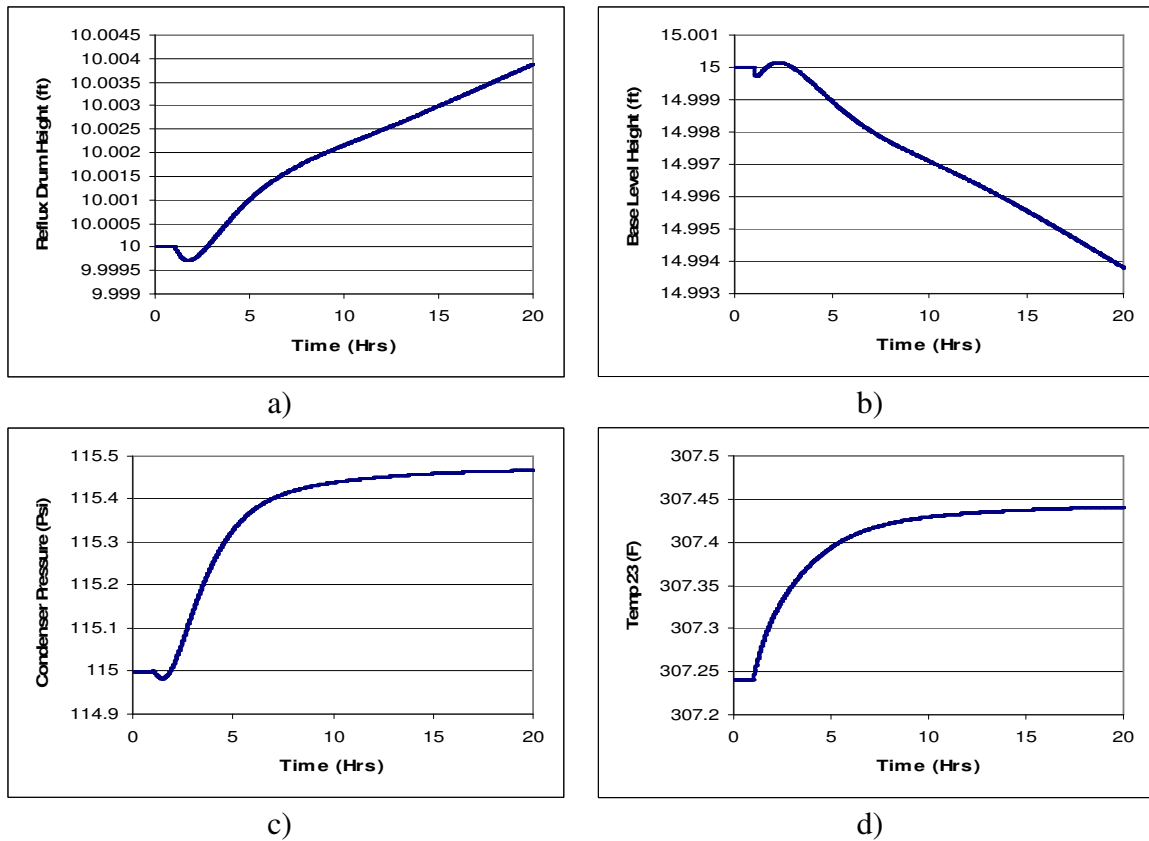 10.0045
10.004
10.0035
10.003
10.0025
10.002
10.0015
10.001
10.0005
10
9.9995
9.999
Reflux Drum Height (ft)
0 5 10 15 20
Time (Hrs)
a)
15.001
15
14.999
14.998
14.997
14.996
14.995
14.994
14.993
Base Level Height (ft)
0 5 10 15 20
Time (Hrs)
b)
115.5
115.4
115.3
115.2
115.1
115
114.9
Condenser Pressure (Psi)
0 5 10 15 20
Time (Hrs)
c)
307.5
307.45
307.4
307.35
307.3
307.25
307.2
Temp 23 (F)
0 5 10 15 20
Time (Hrs)
d)